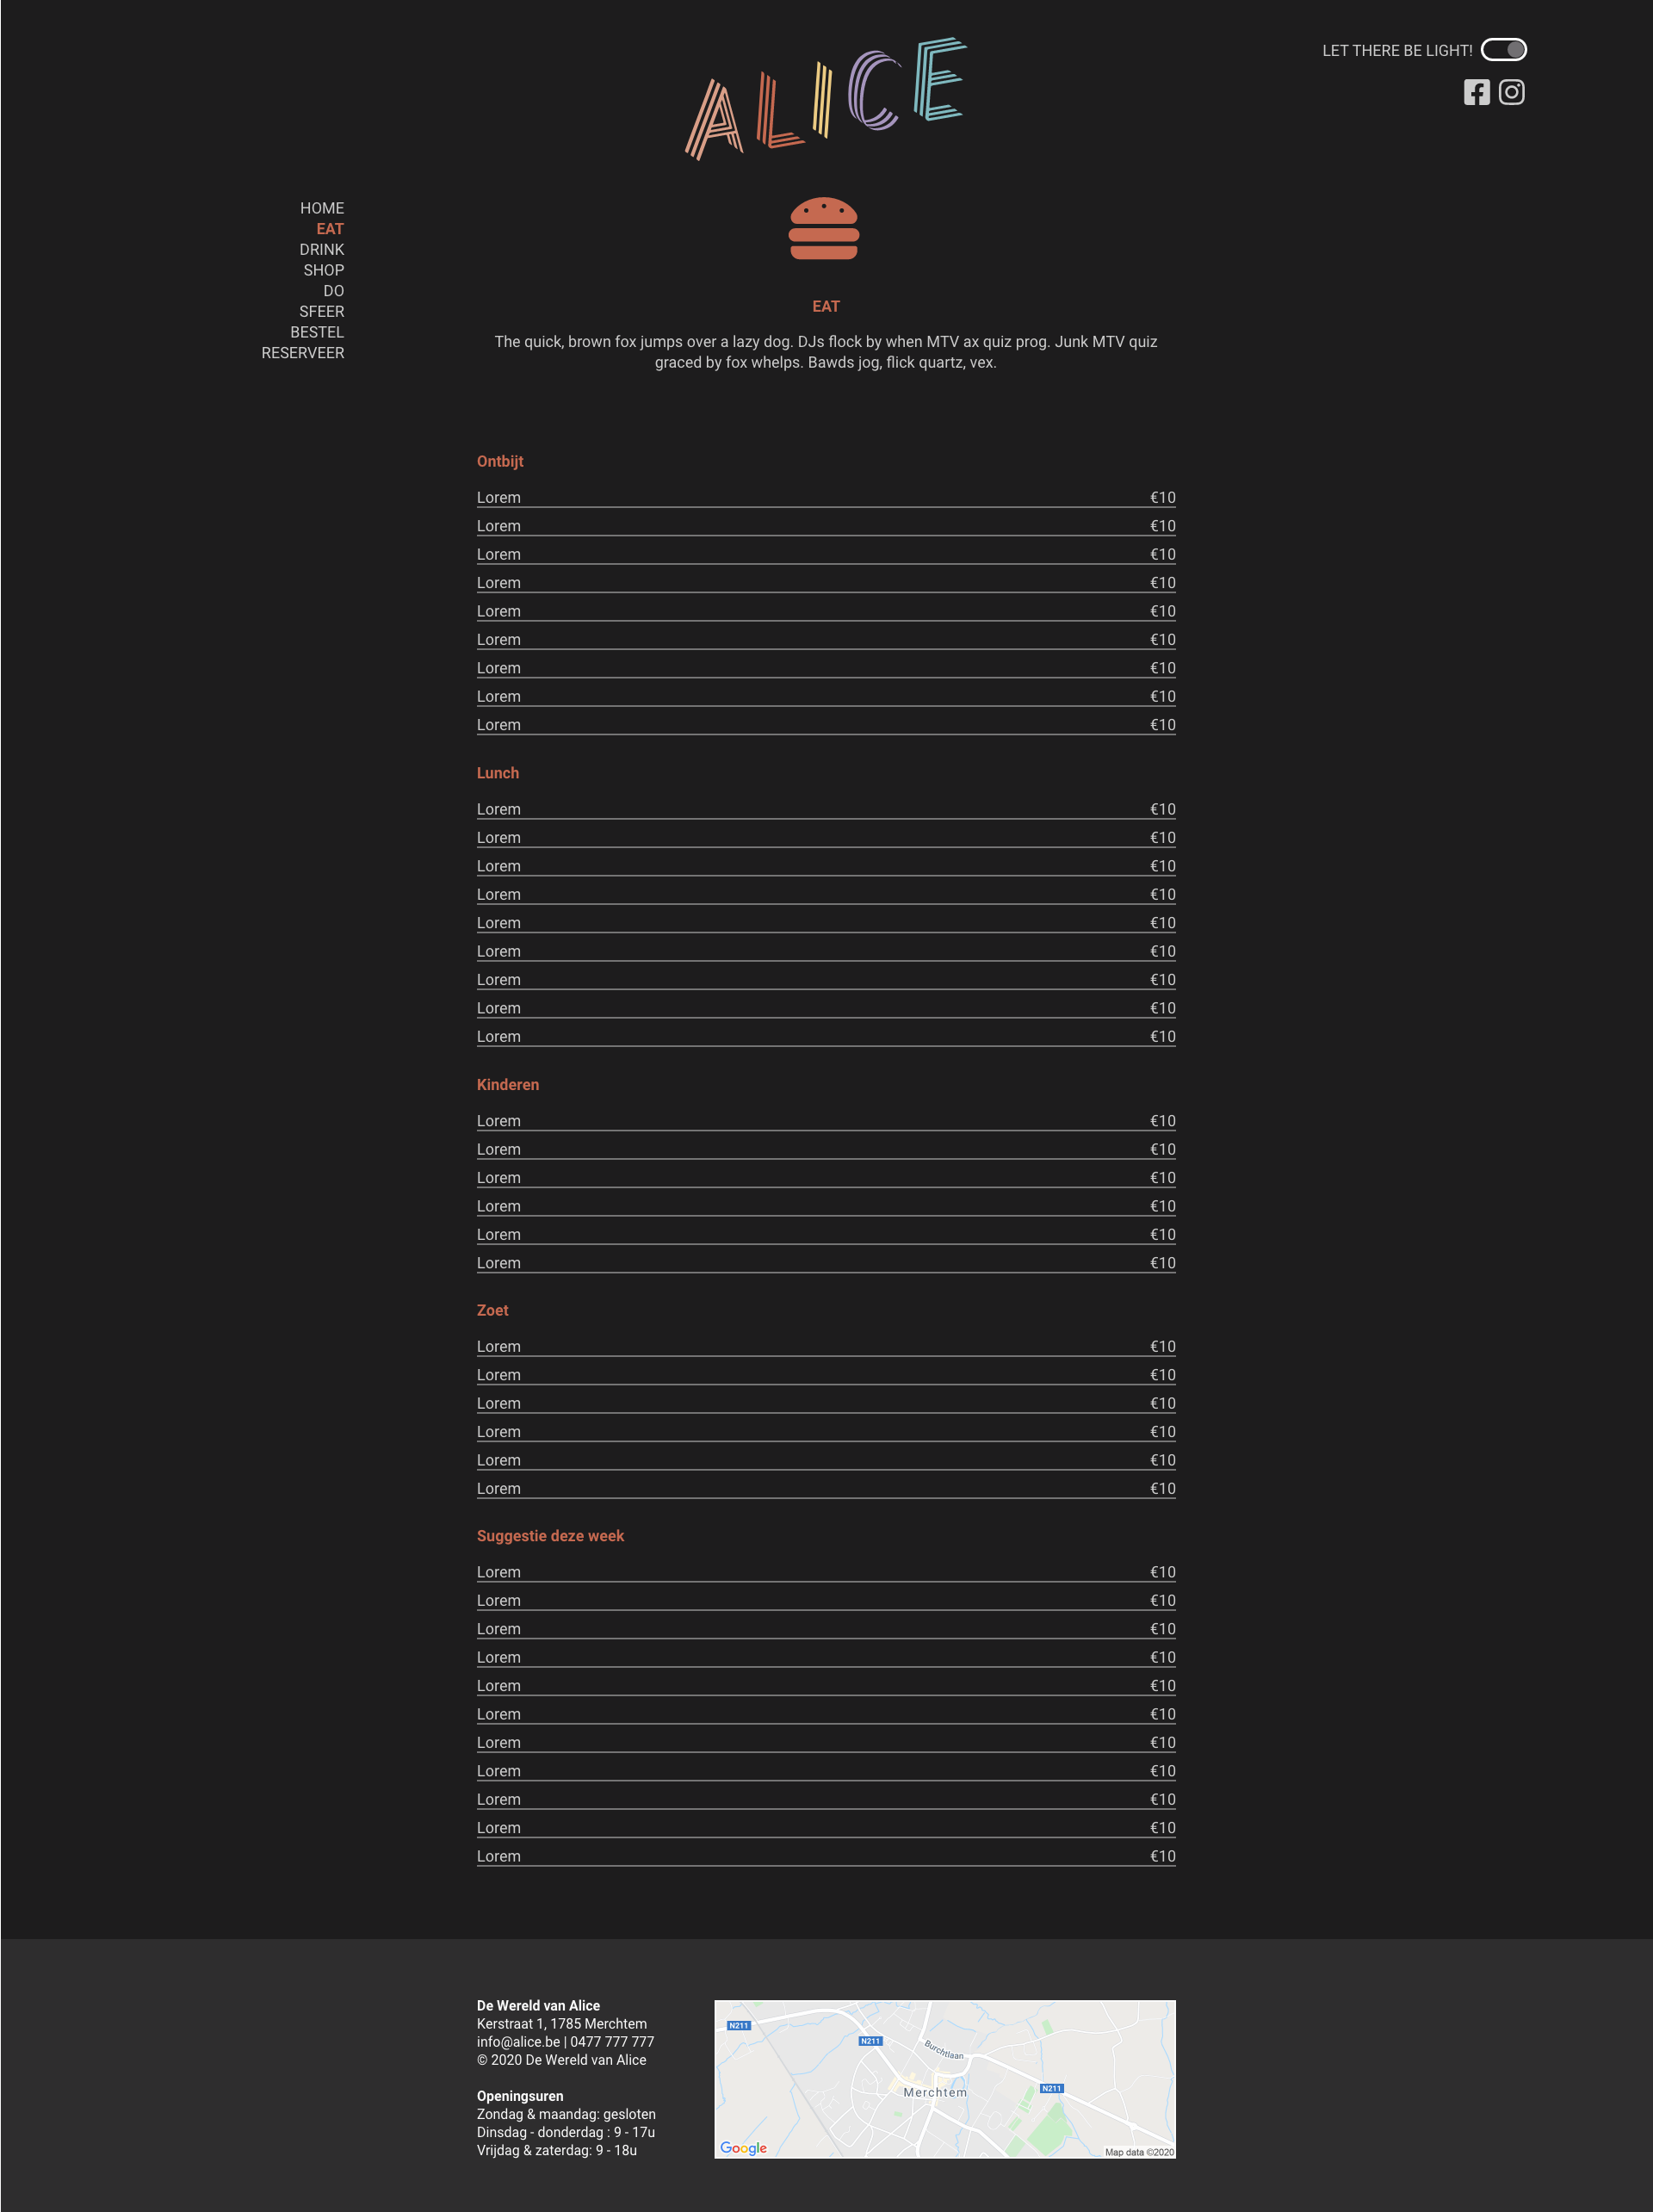 ALICE
LET THERE BE LIGHT!
HOME
EAT
DRINK
SHOP
DO
SFEER
BESTEL
RESERVEER
EAT
The quick, brown fox jumps over a lazy dog. DJs flock by when MTV ax quiz prog. Junk MTV quiz
graced by fox whelps. Bawds jog, flick quartz, vex.
Ontbijt
Lorem €10
Lorem €10
Lorem €10
Lorem €10
Lorem €10
Lorem €10
Lorem €10
Lorem €10
Lorem €10
Lunch
Lorem €10
Lorem €10
Lorem €10
Lorem €10
Lorem €10
Lorem €10
Lorem €10
Lorem €10
Lorem €10
Kinderen
Lorem €10
Lorem €10
Lorem €10
Lorem €10
Lorem €10
Lorem €10
Zoet
Lorem €10
Lorem €10
Lorem €10
Lorem €10
Lorem €10
Lorem €10
Suggestie deze week
Lorem €10
Lorem €10
Lorem €10
Lorem €10
Lorem €10
Lorem €10
Lorem €10
Lorem €10
Lorem €10
Lorem €10
Lorem €10
De Wereld van Alice
Kerstraat 1, 1785 Merchtem
info@alice.be | 0477 777 777
© 2020 De Wereld van Alice
Openingsuren
Zondag & maandag: gesloten
Dinsdag - donderdag : 9 - 17u
Vrijdag & zaterdag: 9 - 18u
N211
N211
Burchtlaan
N211
Merchtem
Google
Map data ©2020